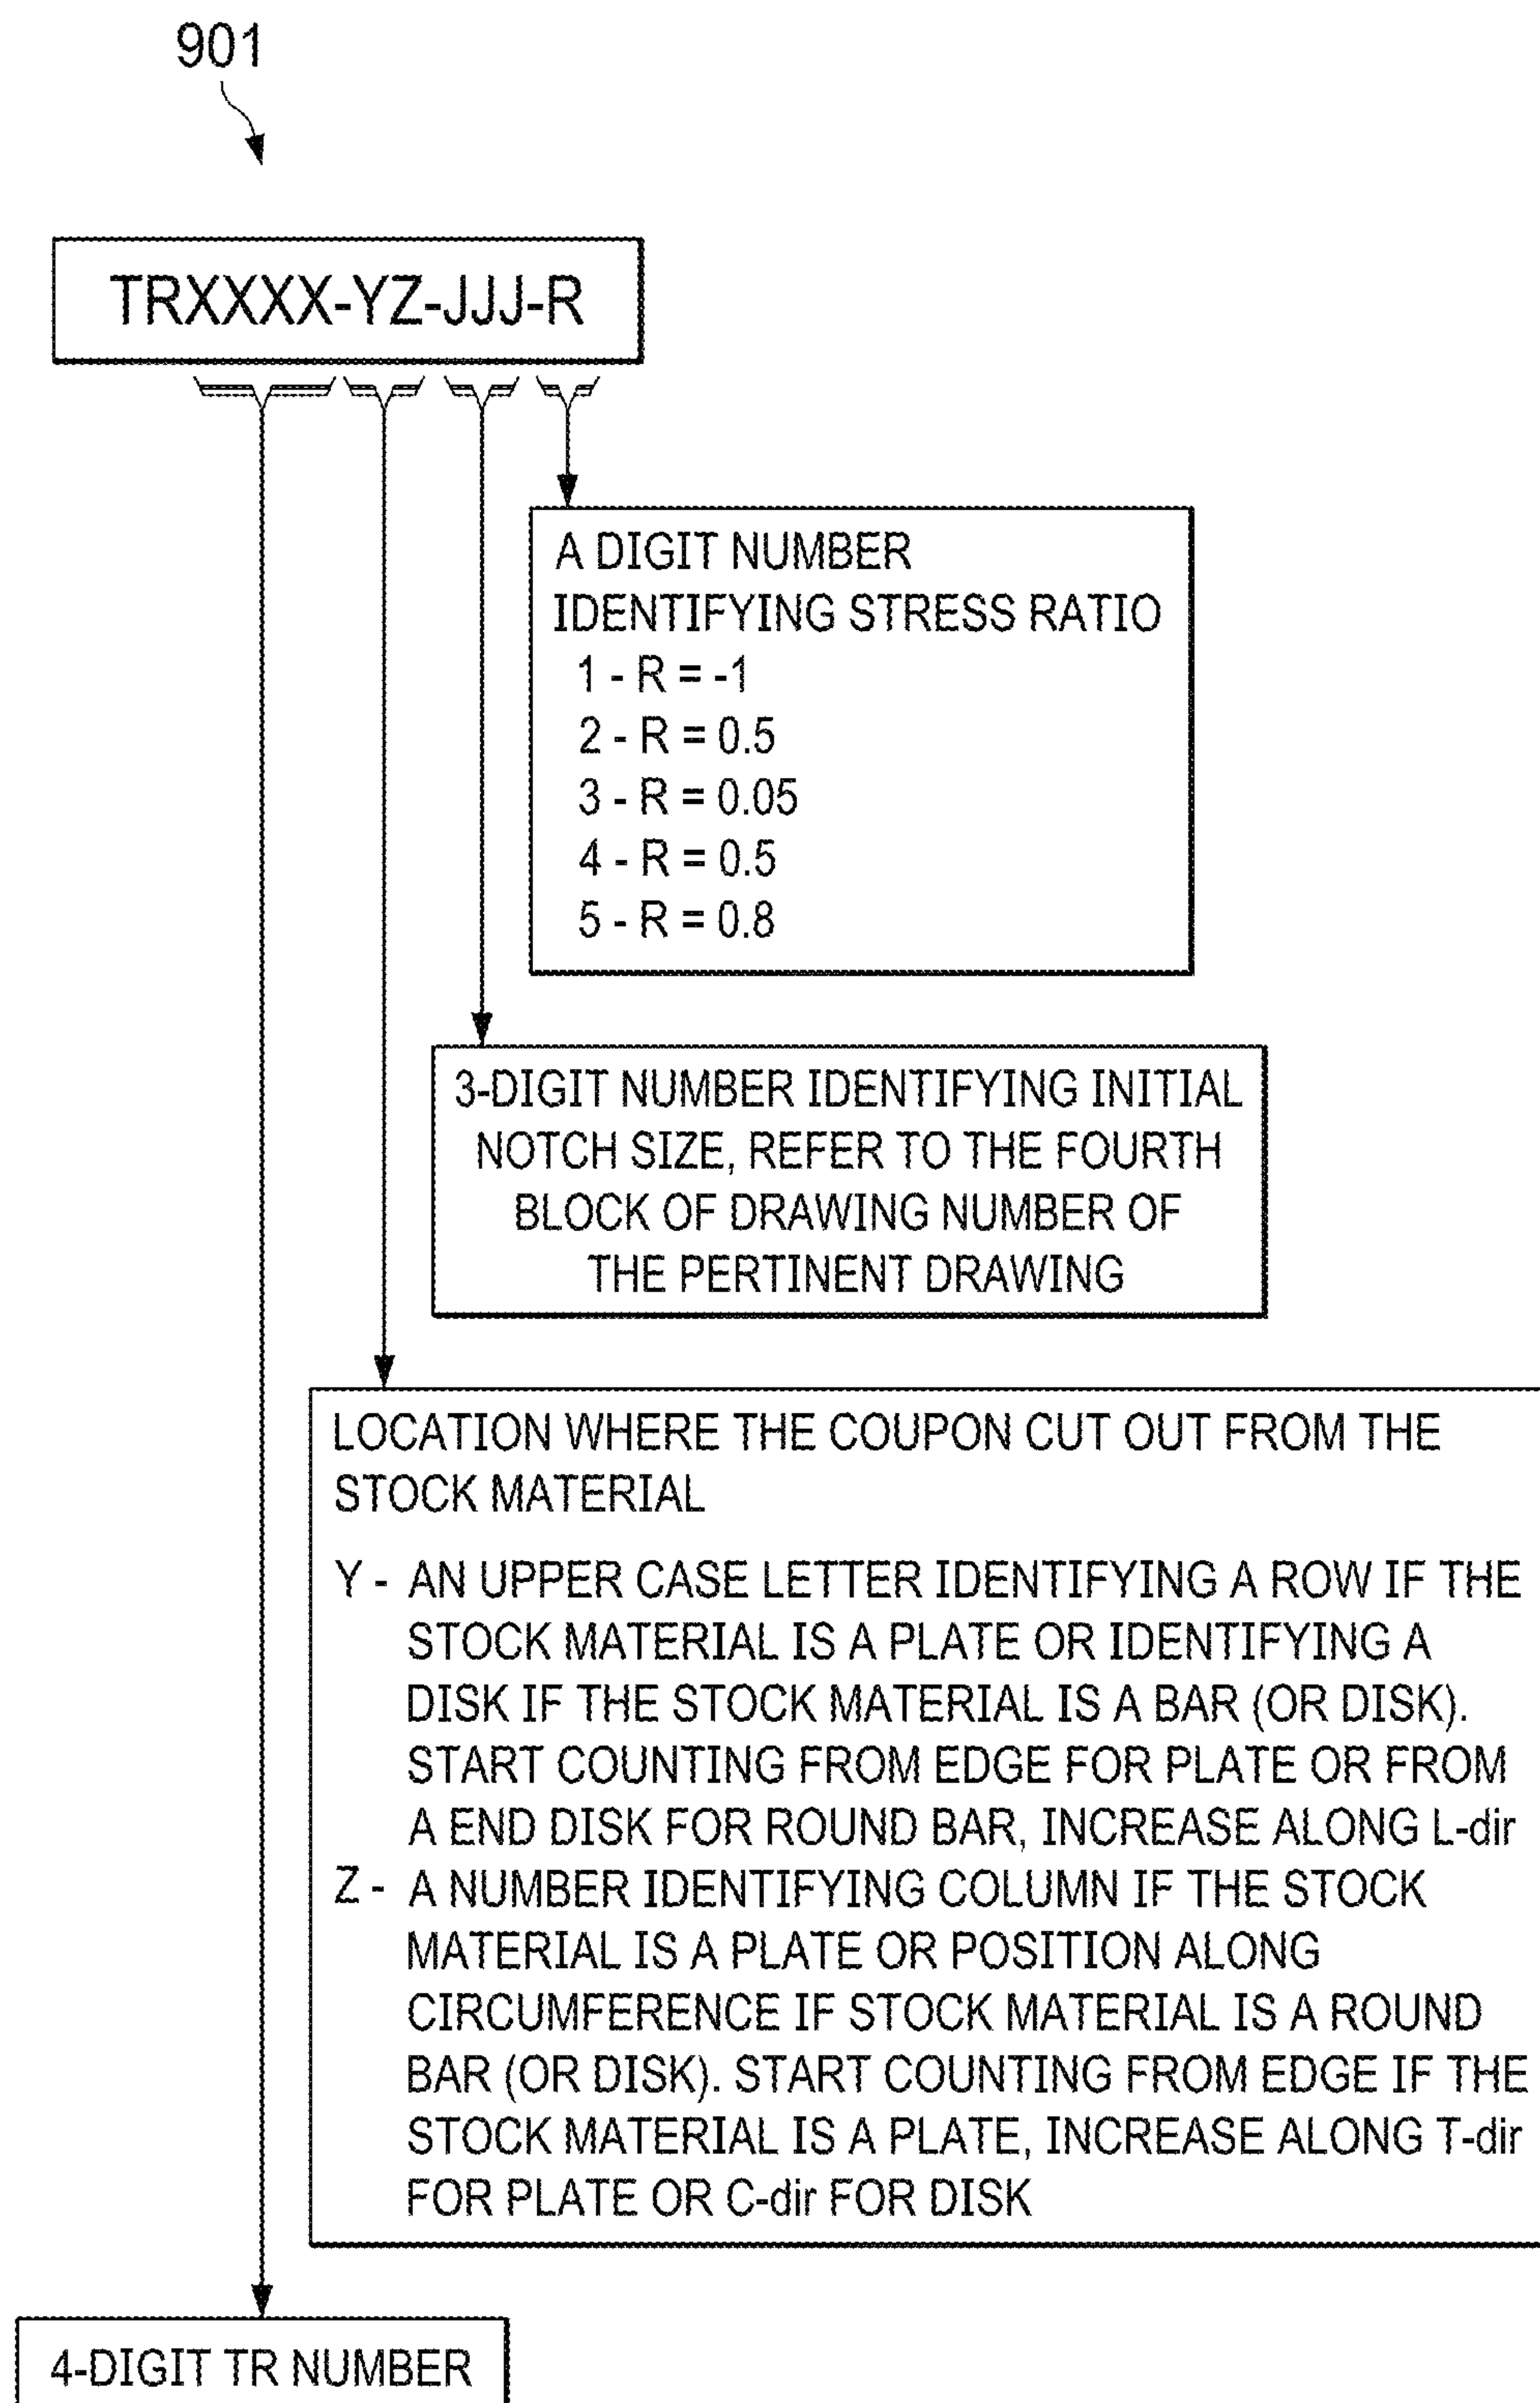 901
TRXXXX-YZ-JJJ-R
A DIGIT NUMBER
IDENTIFYING STRESS RATIO
1 - R = -1
2 - R = 0.5
3 - R = 0.05
4 - R = 0.5
5 - R = 0.8
3-DIGIT NUMBER IDENTIFYING INITIAL
NOTCH SIZE, REFER TO THE FOURTH
BLOCK OF DRAWING NUMBER OF
THE PERTINENT DRAWING
LOCATION WHERE THE COUPON CUT OUT FROM THE
STOCK MATERIAL
Y - AN UPPER CASE LETTER IDENTIFYING A ROW IF THE
STOCK MATERIAL IS A PLATE OR IDENTIFYING A
DISK IF THE STOCK MATERIAL IS A BAR (OR DISK).
START COUNTING FROM EDGE FOR PLATE OR FROM
A END DISK FOR ROUND BAR, INCREASE ALONG L-dir
Z - A NUMBER IDENTIFYING COLUMN IF THE STOCK
MATERIAL IS A PLATE OR POSITION ALONG
CIRCUMFERENCE IF STOCK MATERIAL IS A ROUND
BAR (OR DISK). START COUNTING FROM EDGE IF THE
STOCK MATERIAL IS A PLATE, INCREASE ALONG T-dir
FOR PLATE OR C-dir FOR DISK
4-DIGIT TR NUMBER